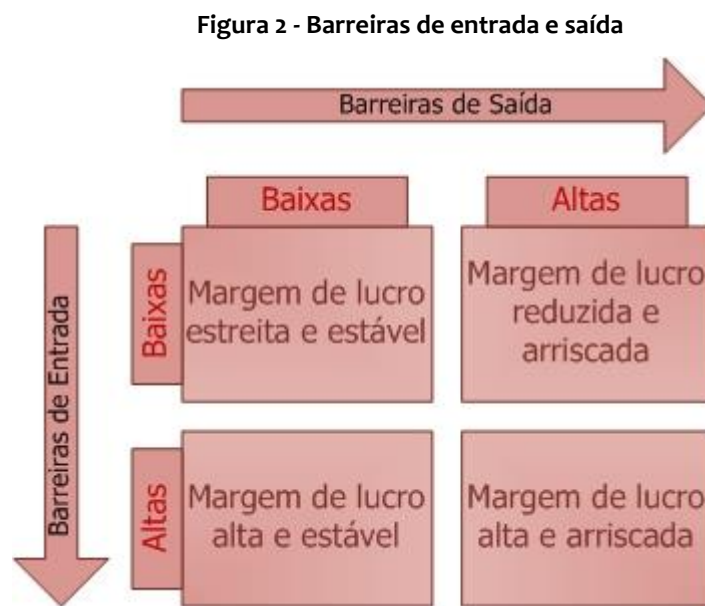 Figura 2 - Barreiras de entrada e saída
Barreiras de Saída
Baixas
Altas
Barreiras de Entrada
Baixas
Margem de lucro
estreita e estável
Margem de lucro
reduzida e
arriscada
Altas
Margem de lucro
alta e estável
Margem de lucro
alta e arriscada